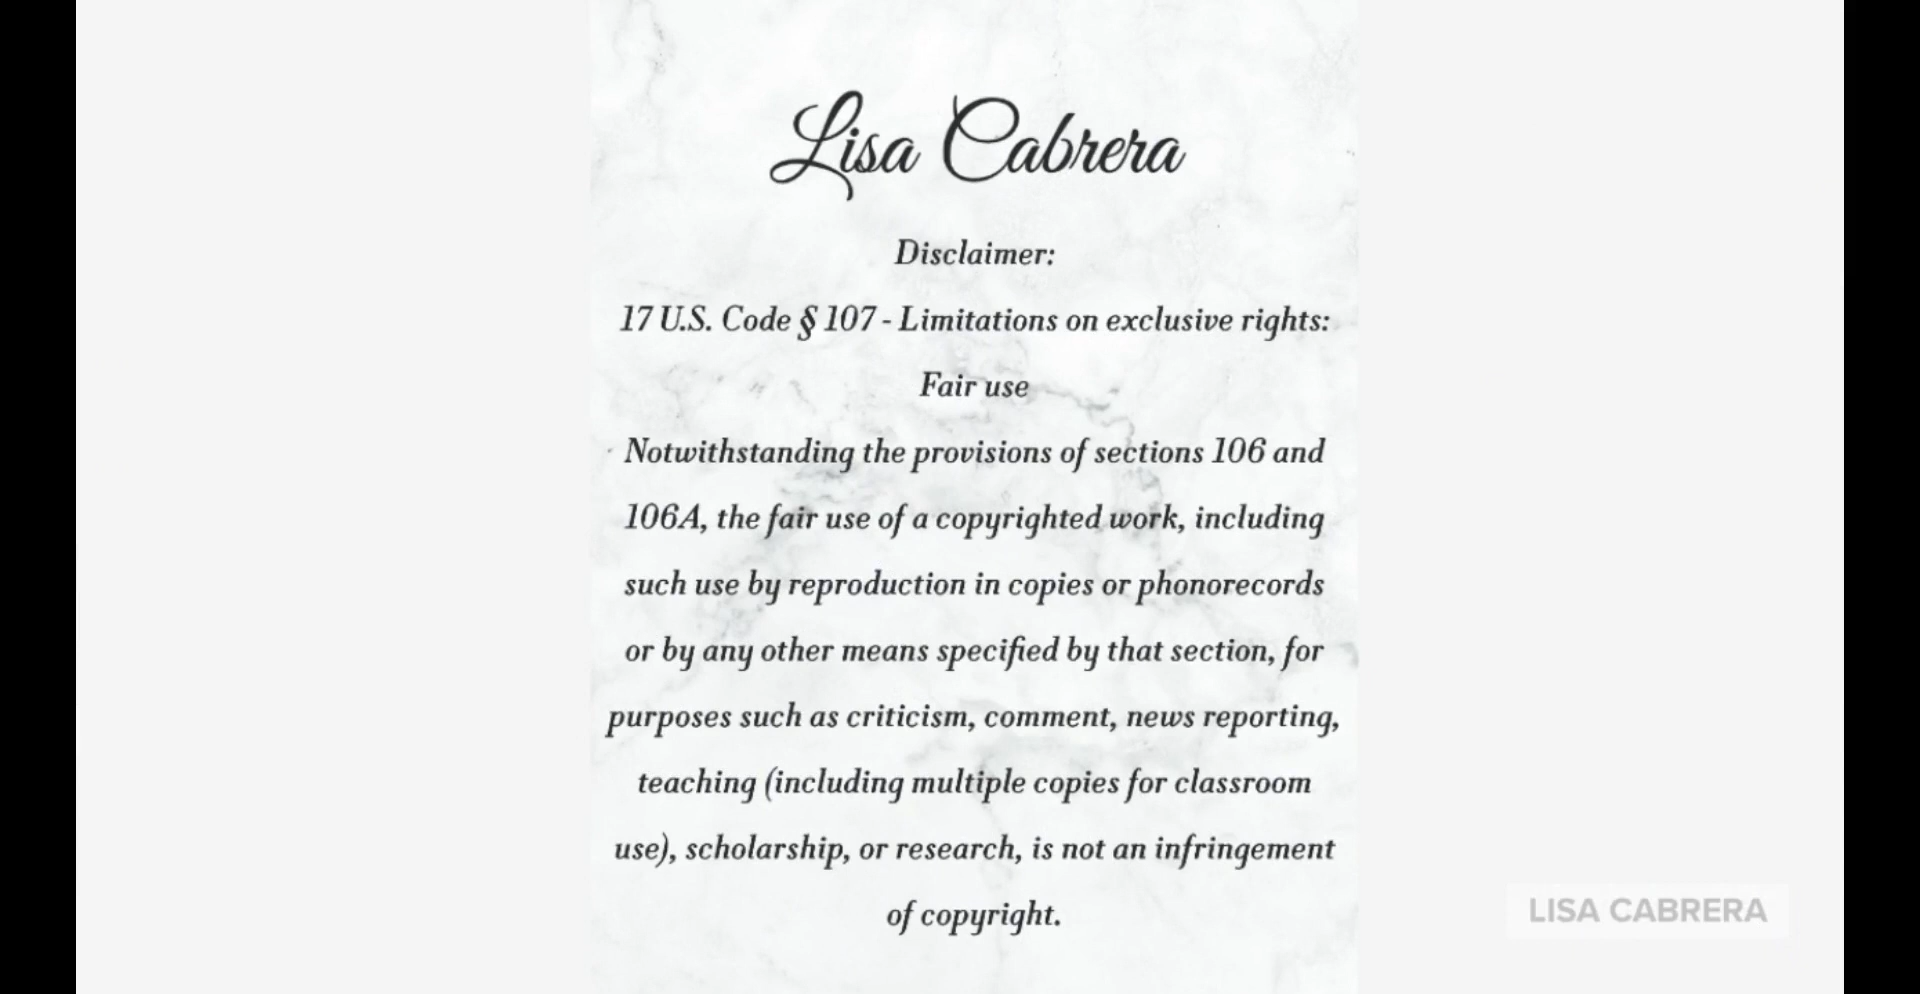 Lisa Cabrera
Disclaimer:
17 U.S. Code § 107 - Limitations on exclusive rights:
Fair use
Notwithstanding the provisions of sections 106 and
106A, the fair use of a copyrighted work, including
such use by reproduction in copies or phonorecords
or by any other means specified by that section, for
purposes such as criticism, comment, news reporting,
teaching (including multiple copies for classroom
use), scholarship, or research, is not an infringement
of copyright.
LISA CABRERA